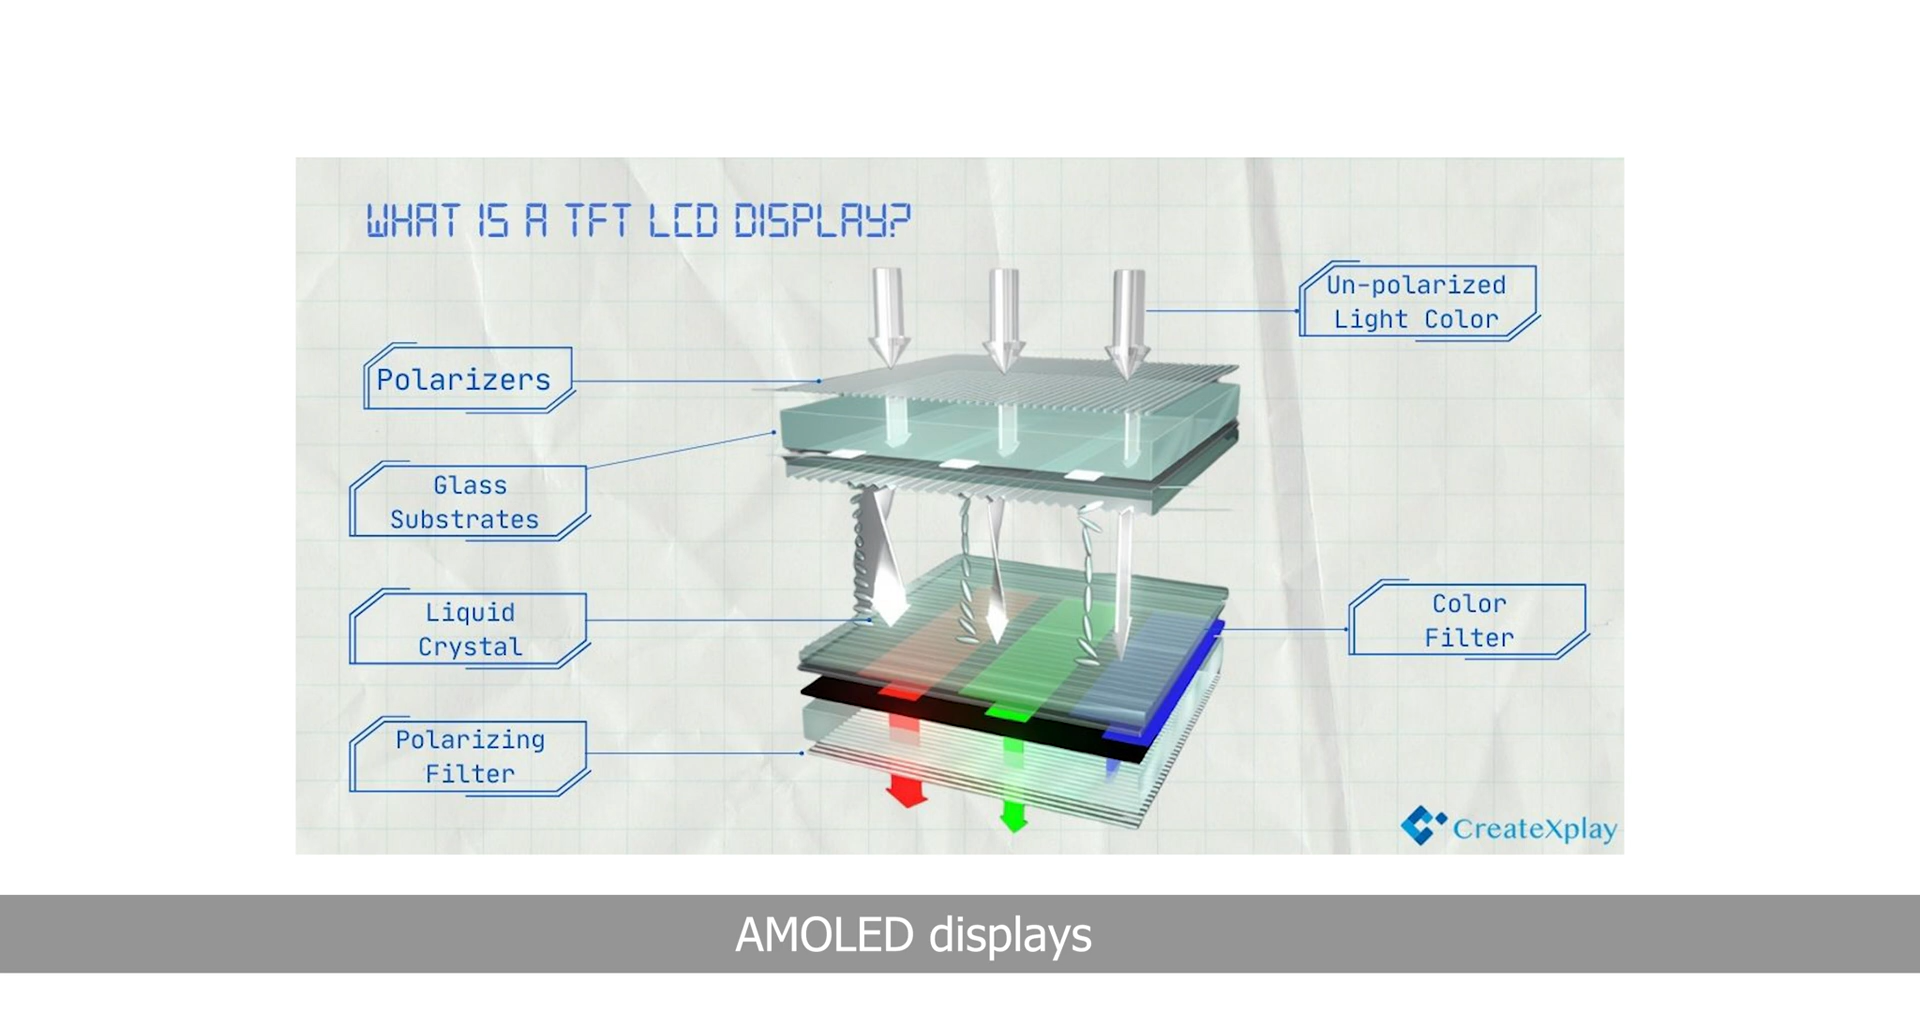 WHAT IS A TFT LCD DISPLAY?
Un-polarized
Light Color
Polarizers
Glass
Substrates
Liquid
Crystal
Color
Filter
Polarizing
Filter
CreateXplay
AMOLED displays